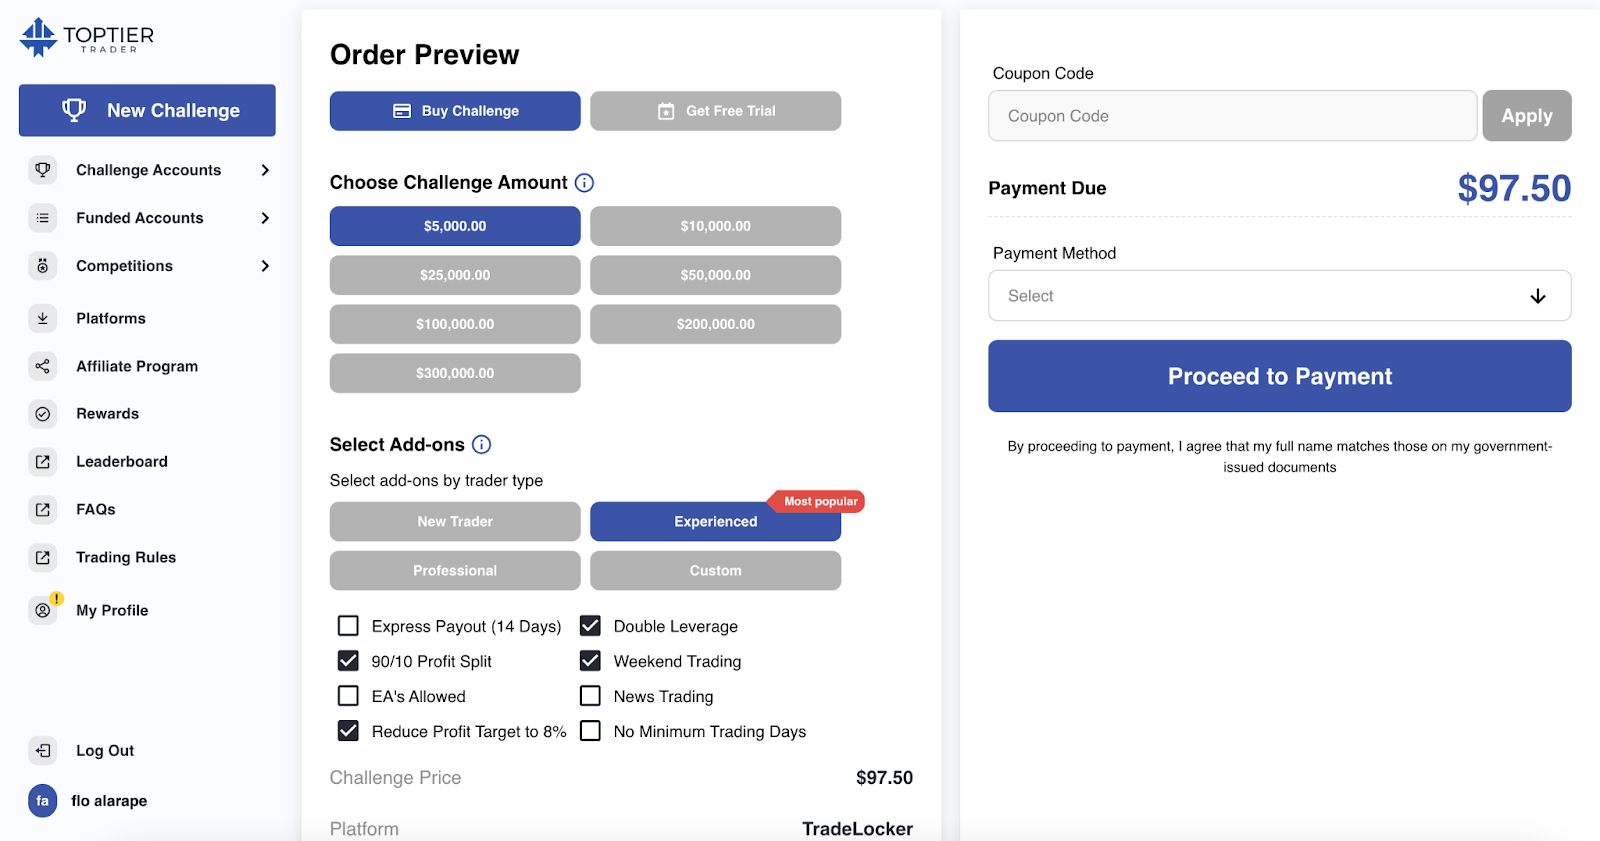 TOPTIER
TRADER
New Challenge
Challenge Accounts
Funded Accounts
Competitions
Platforms
Affiliate Program
Rewards
Leaderboard
FAQs
Trading Rules
!
My Profile
Log Out
fa flo alarape
Order Preview
Buy Challenge Get Free Trial
Choose Challenge Amount i
$5,000.00 $10,000.00
$25,000.00 $50,000.00
$100,000.00 $200,000.00
$300,000.00
Select Add-ons i
Select add-ons by trader type
Most popular
New Trader Experienced
Professional Custom
Express Payout (14 Days) Double Leverage
90/10 Profit Split Weekend Trading
EA's Allowed News Trading
Reduce Profit Target to 8% No Minimum Trading Days
Challenge Price $97.50
Platform TradeLocker
Coupon Code
Coupon Code Apply
Payment Due $97.50
Payment Method
Select
Proceed to Payment
By proceeding to payment, I agree that my full name matches those on my government-
issued documents